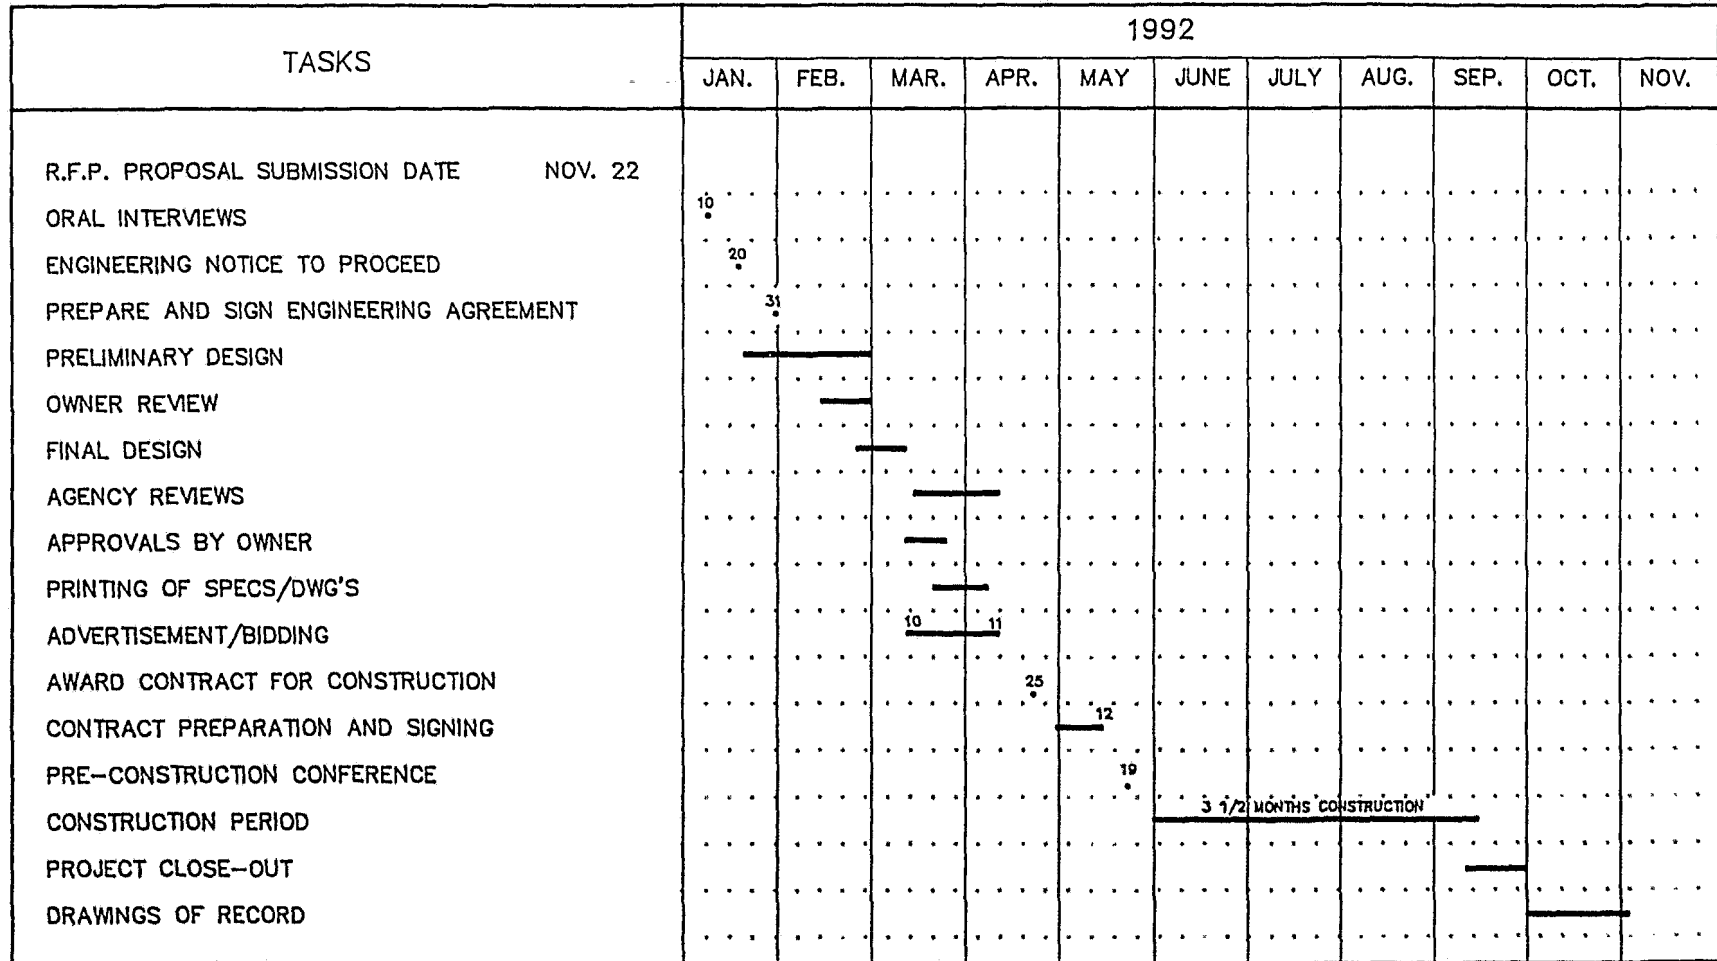 TASKS
1992
JAN. FEB. MAR. APR. MAY JUNE JULY AUG. SEP. OCT. NOV.
R.F.P. PROPOSAL SUBMISSION DATE NOV. 22
ORAL INTERVIEWS 10
ENGINEERING NOTICE TO PROCEED 20
PREPARE AND SIGN ENGINEERING AGREEMENT 31
PRELIMINARY DESIGN
OWNER REVIEW
FINAL DESIGN
AGENCY REVIEWS
APPROVALS BY OWNER
PRINTING OF SPECS/DWG'S
ADVERTISEMENT/BIDDING 10 11
AWARD CONTRACT FOR CONSTRUCTION 25
CONTRACT PREPARATION AND SIGNING 12
PRE-CONSTRUCTION CONFERENCE 19
CONSTRUCTION PERIOD 3 1/2 MONTHS CONSTRUCTION
PROJECT CLOSE-OUT
DRAWINGS OF RECORD